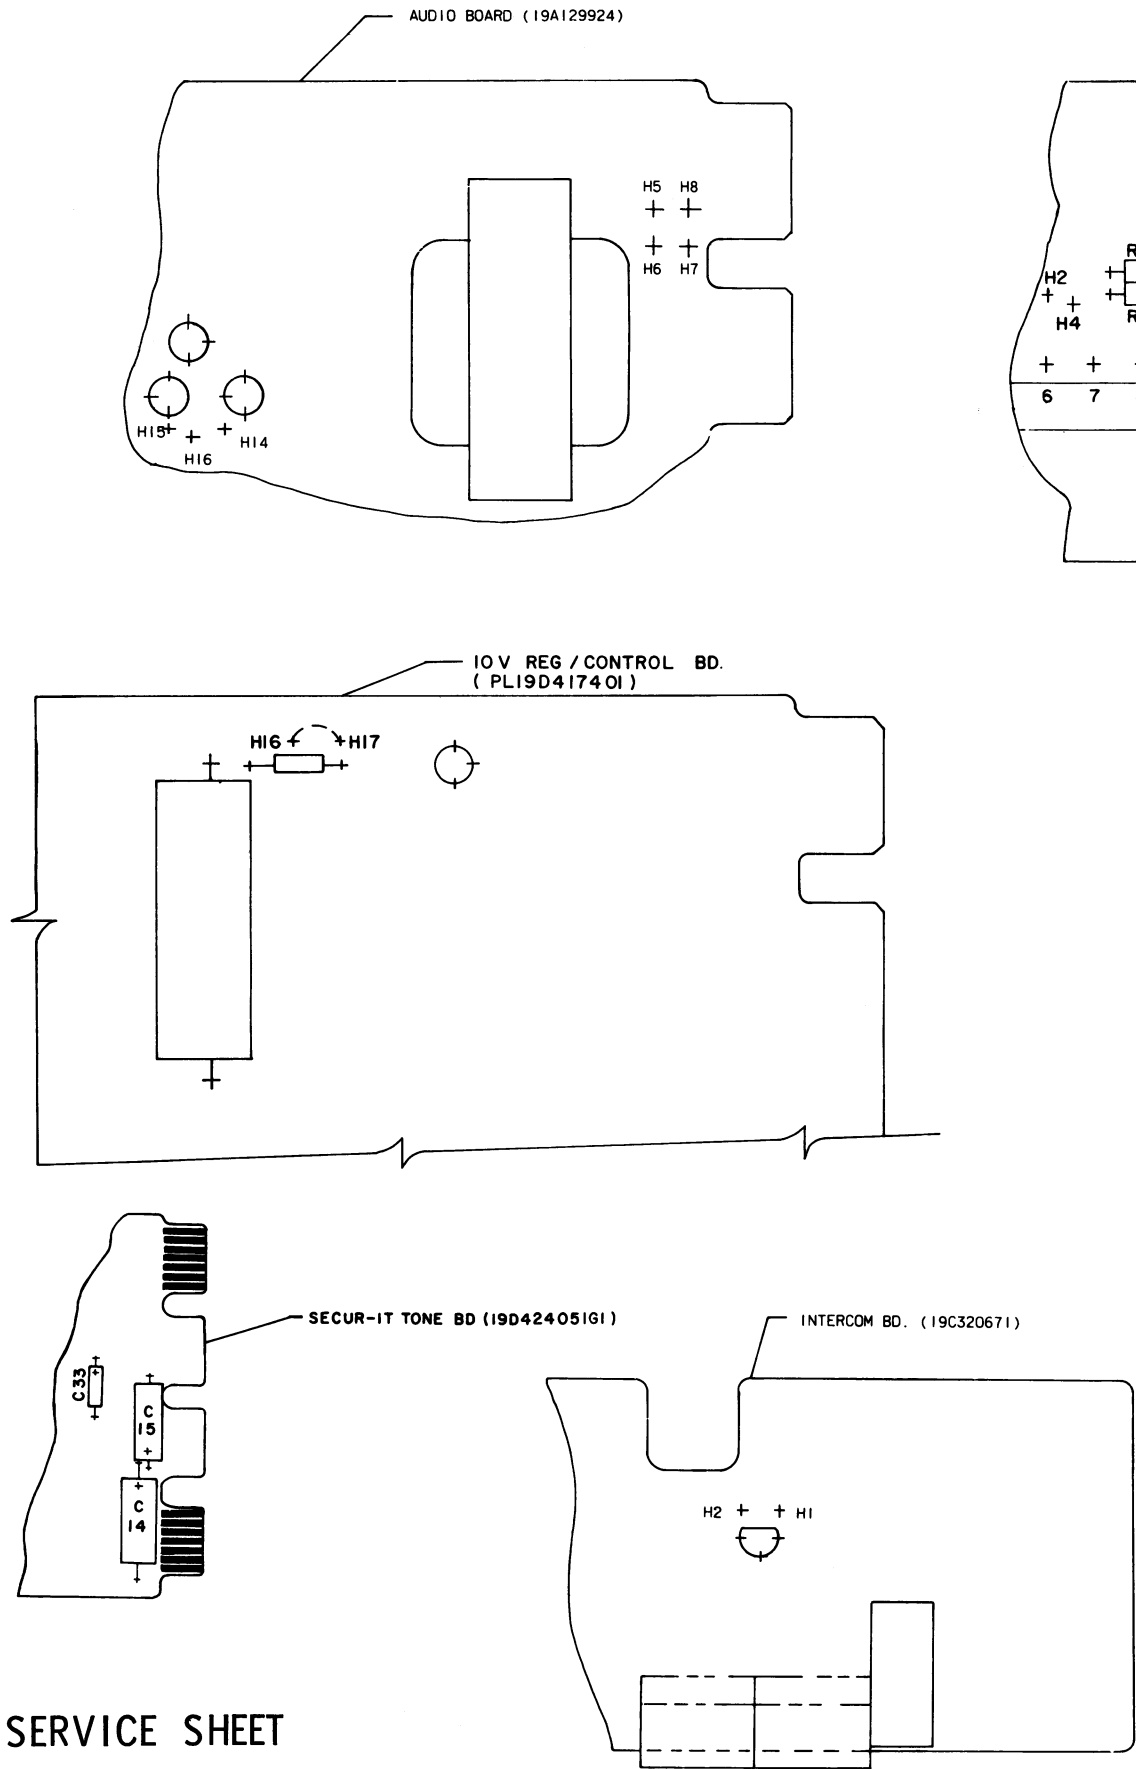 AUDIO BOARD (19A129924)
H5 H8
H6 H7
H15
H16
H14
H2
H4
R
R
6 7
10V REG/CONTROL BD.
(PL19D417401)
H16 H17
SECUR-IT TONE BD (19D424051G1)
C33
C
15
C
14
INTERCOM BD. (19C320671)
H2 H1
SERVICE SHEET